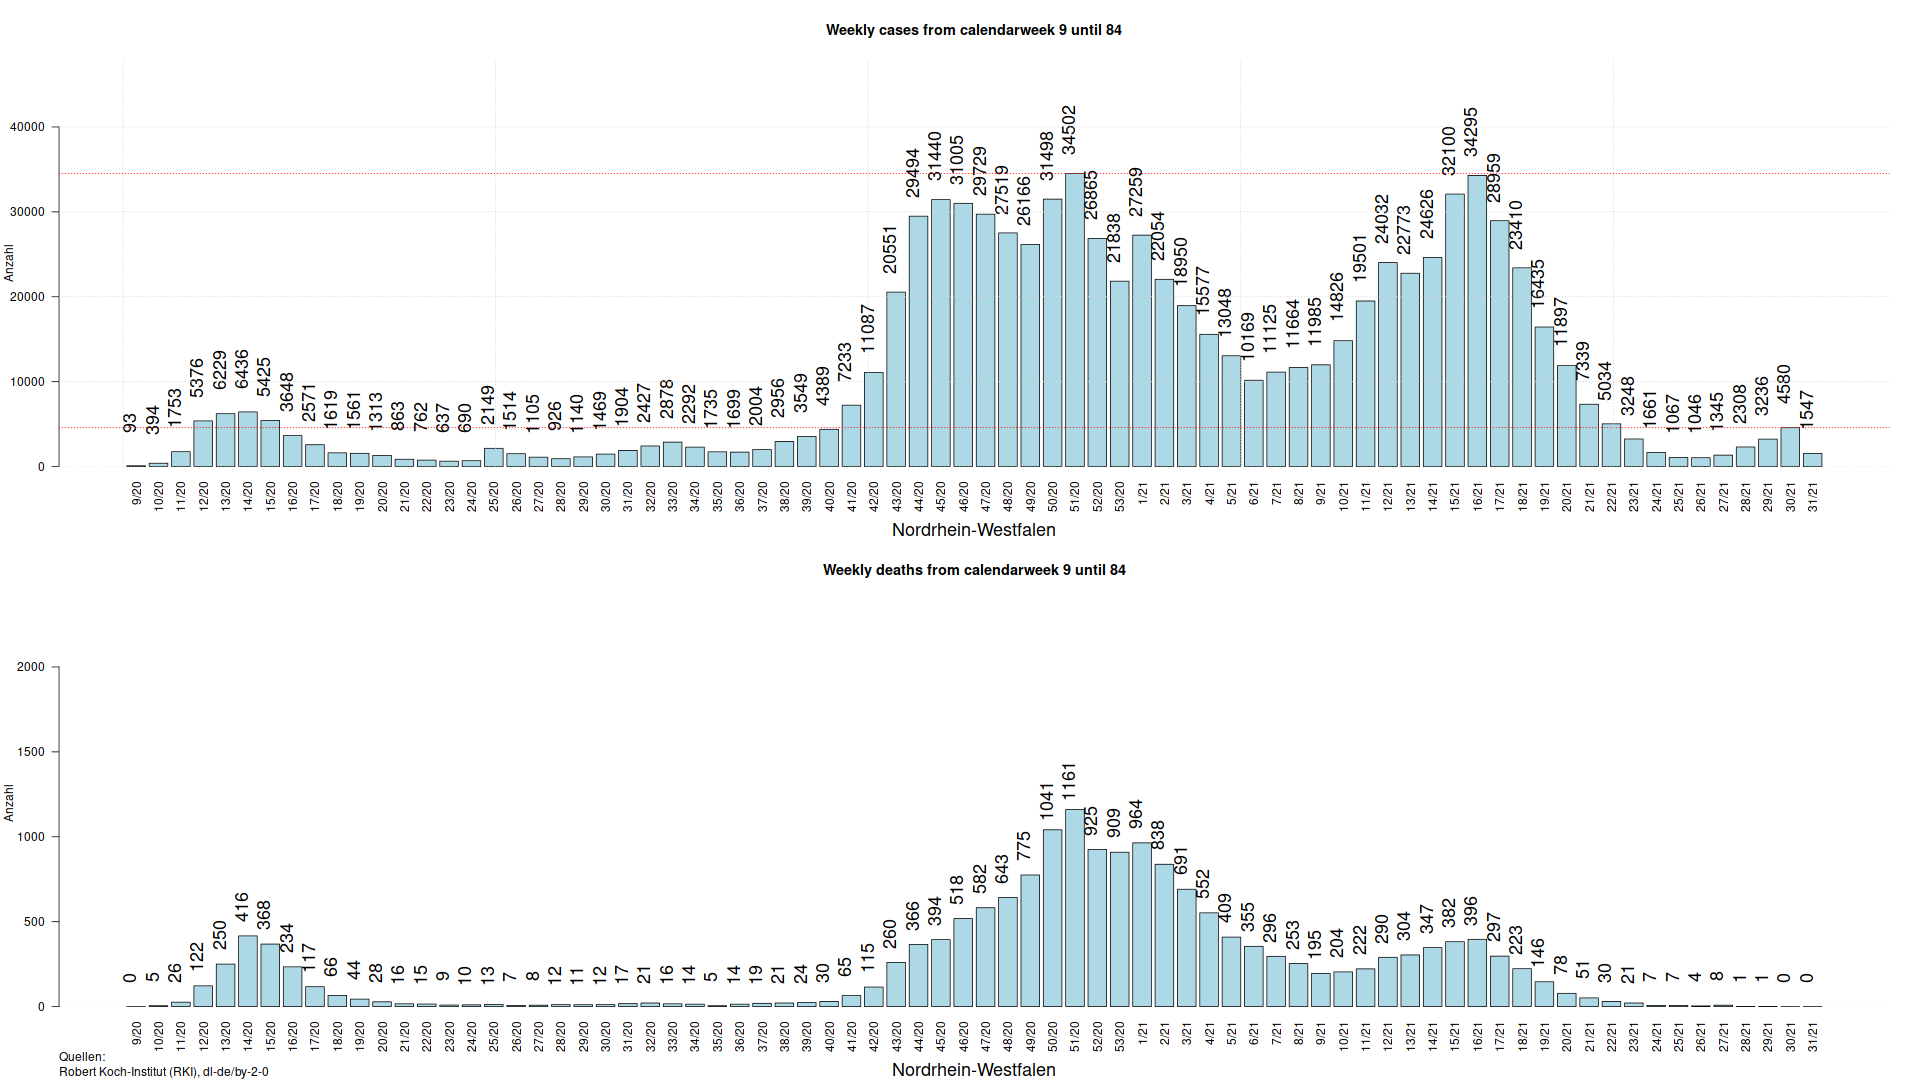 Weekly cases from calendarweek 9 until 84
Anzahl
40000
30000
20000
10000
0
93 394 1753 5376 6229 6436 5425 3648 2571 1619 1561 1313 863 762 637 690 2149 1514 1105 926 1140 1469 1904 2427 2878 2292 1735 1699 2004 2956 3549 4389 7233 11087 20551 29494 31440 31005 29729 27519 26166 31498 34502 26865 21838 27259 22054 18950 15577 13048 10169 11125 11664 11985 14826 19501 24032 22773 24626 32100 34295 28959 23410 16435 11897 7339 5034 3248 1661 1067 1046 1345 2308 3236 4580 1547
9/20 10/20 11/20 12/20 13/20 14/20 15/20 16/20 17/20 18/20 19/20 20/20 21/20 22/20 23/20 24/20 25/20 26/20 27/20 28/20 29/20 30/20 31/20 32/20 33/20 34/20 35/20 36/20 37/20 38/20 39/20 40/20 41/20 42/20 43/20 44/20 45/20 46/20 47/20 48/20 49/20 50/20 51/20 52/20 53/20 1/21 2/21 3/21 4/21 5/21 6/21 7/21 8/21 9/21 10/21 11/21 12/21 13/21 14/21 15/21 16/21 17/21 18/21 19/21 20/21 21/21 22/21 23/21 24/21 25/21 26/21 27/21 28/21 29/21 30/21 31/21
Nordrhein-Westfalen
Weekly deaths from calendarweek 9 until 84
Anzahl
2000
1500
1000
500
0
0 5 26 122 250 416 368 234 117 66 44 28 16 15 9 10 13 7 8 12 11 12 17 21 16 14 5 14 19 21 24 30 65 115 260 366 394 518 582 643 775 1041 1161 925 909 964 838 691 552 409 355 296 253 195 204 222 290 304 347 382 396 297 223 146 78 51 30 21 7 7 4 8 1 1 0 0
9/20 10/20 11/20 12/20 13/20 14/20 15/20 16/20 17/20 18/20 19/20 20/20 21/20 22/20 23/20 24/20 25/20 26/20 27/20 28/20 29/20 30/20 31/20 32/20 33/20 34/20 35/20 36/20 37/20 38/20 39/20 40/20 41/20 42/20 43/20 44/20 45/20 46/20 47/20 48/20 49/20 50/20 51/20 52/20 53/20 1/21 2/21 3/21 4/21 5/21 6/21 7/21 8/21 9/21 10/21 11/21 12/21 13/21 14/21 15/21 16/21 17/21 18/21 19/21 20/21 21/21 22/21 23/21 24/21 25/21 26/21 27/21 28/21 29/21 30/21 31/21
Nordrhein-Westfalen
Quellen:
Robert Koch-Institut (RKI), dl-de/by-2-0